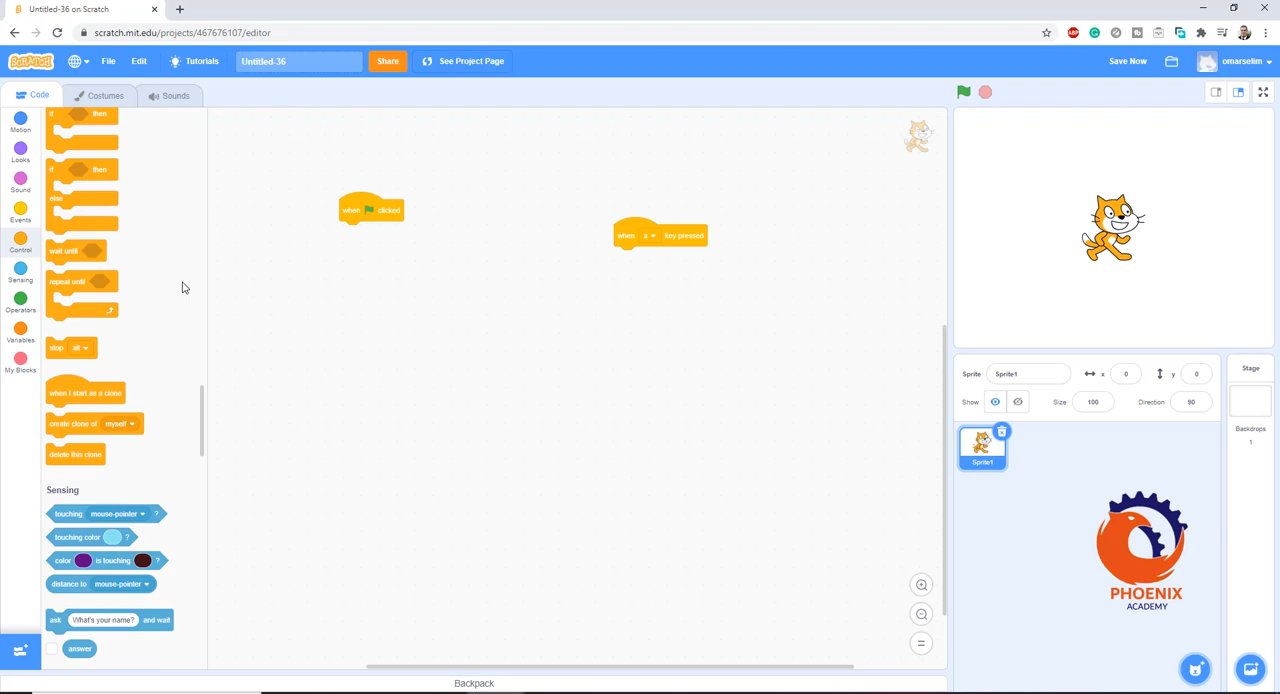 Untitled-36 on Scratch
scratch.mit.edu/projects/467676107/editor
SCRATCH File Edit Tutorials Untitled-36 Share See Project Page Save Now omarselim
Code Costumes Sounds
Motion
Looks
Sound
Events
Control
Sensing
Operators
Variables
My Blocks
if then
if then
else
wait until
repeat until
stop all
when I start as a clone
create clone of myself
delete this clone
Sensing
touching mouse-pointer ?
touching color ?
color is touching ?
distance to mouse-pointer
ask What's your name? and wait
answer
when clicked
when a key pressed
Backpack
Sprite Sprite1 x 0 y 0
Show Size 100 Direction 90
Sprite1
Stage
Backdrops
1
PHOENIX
ACADEMY